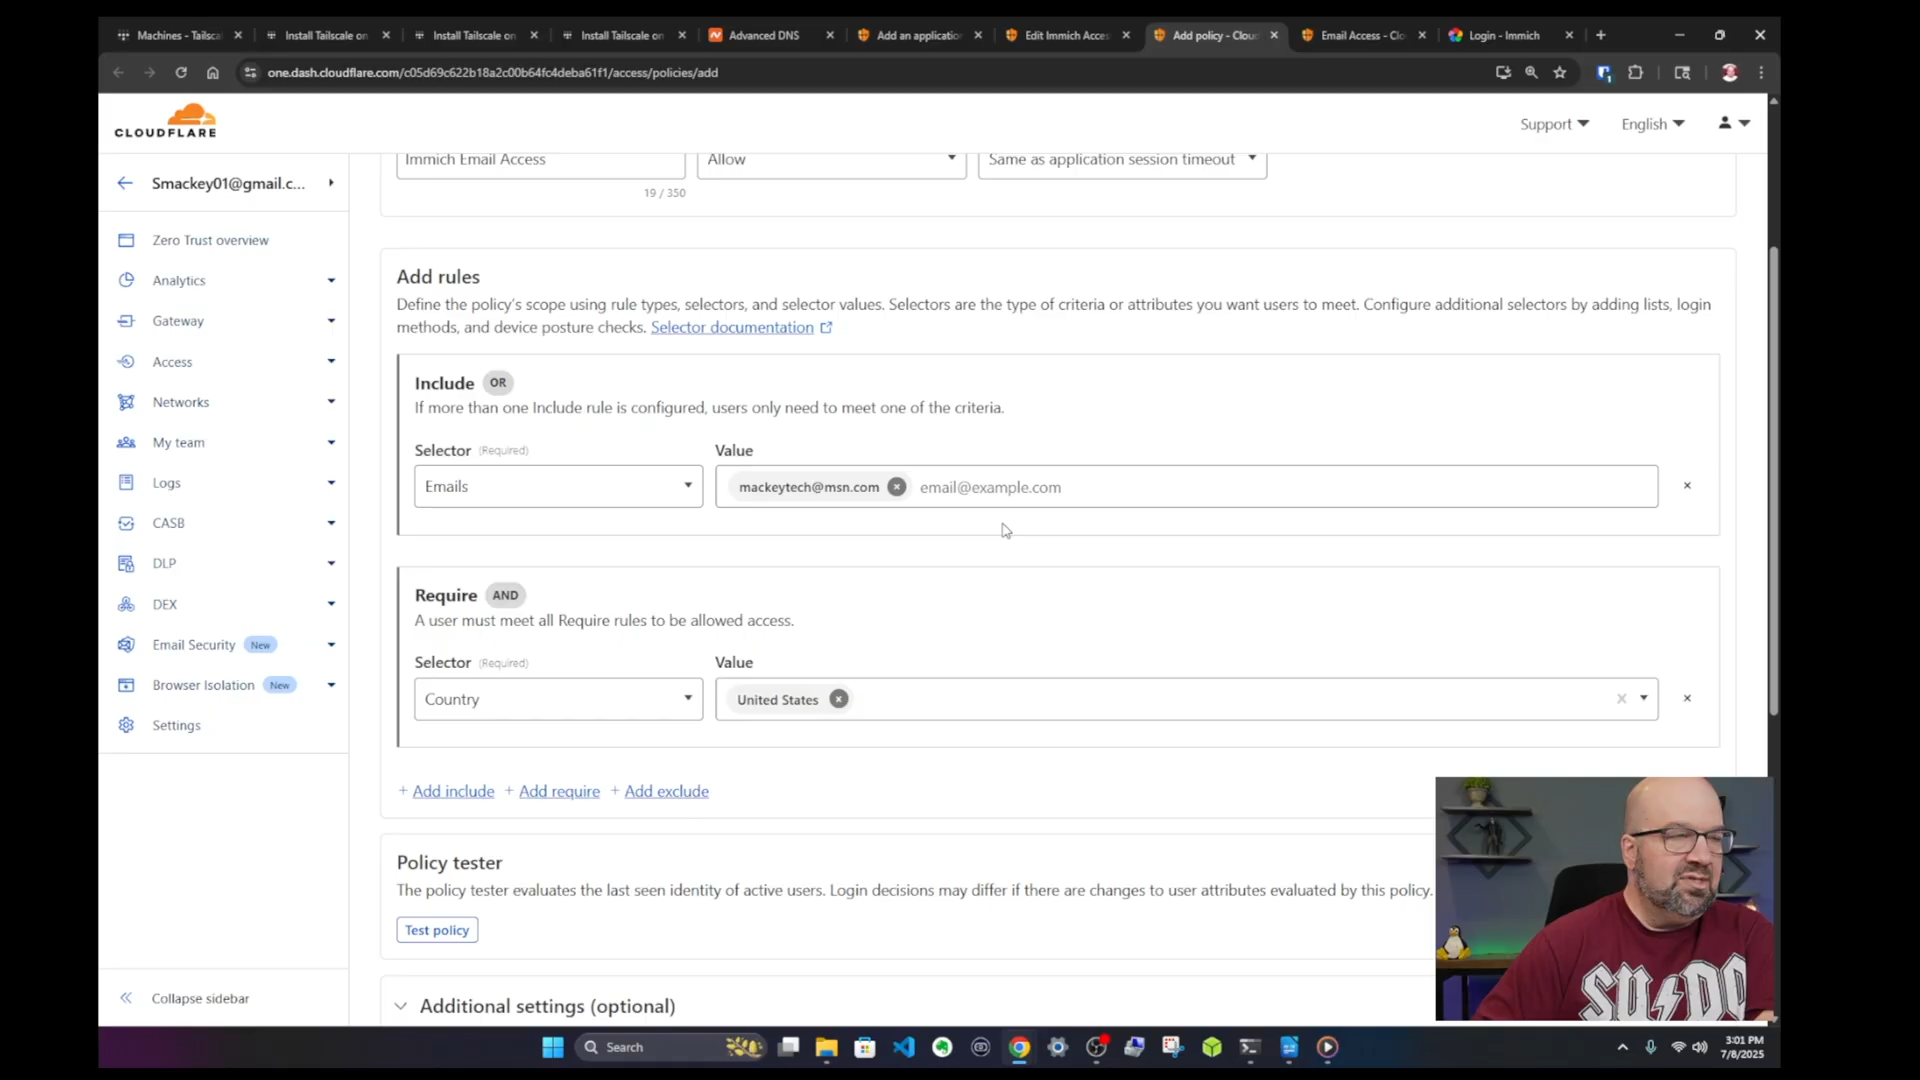 Machines - Tailsca
Install Tailscale on
Install Tailscale on
Install Tailscale on
Advanced DNS
Add an application
Edit Immich Acces
Add policy - Clou
Email Access - Clo
Login - Immich
one.dash.cloudflare.com/c05d69c622b18a2c00b64fc4deba61f1/access/policies/add
CLOUDFLARE
Support
English
Smackey01@gmail.c...
Zero Trust overview
Analytics
Gateway
Access
Networks
My team
Logs
CASB
DLP
DEX
Email Security New
Browser Isolation New
Settings
Collapse sidebar
Immich Email Access
Allow
Same as application session timeout
19 / 350
Add rules
Define the policy's scope using rule types, selectors, and selector values. Selectors are the type of criteria or attributes you want users to meet. Configure additional selectors by adding lists, login
methods, and device posture checks. Selector documentation
Include OR
If more than one Include rule is configured, users only need to meet one of the criteria.
Selector (Required)
Value
Emails
mackeytech@msn.com
email@example.com
Require AND
A user must meet all Require rules to be allowed access.
Selector (Required)
Value
Country
United States
+ Add include + Add require + Add exclude
Policy tester
The policy tester evaluates the last seen identity of active users. Login decisions may differ if there are changes to user attributes evaluated by this policy.
Test policy
Additional settings (optional)
Search
3:01 PM
7/8/2025